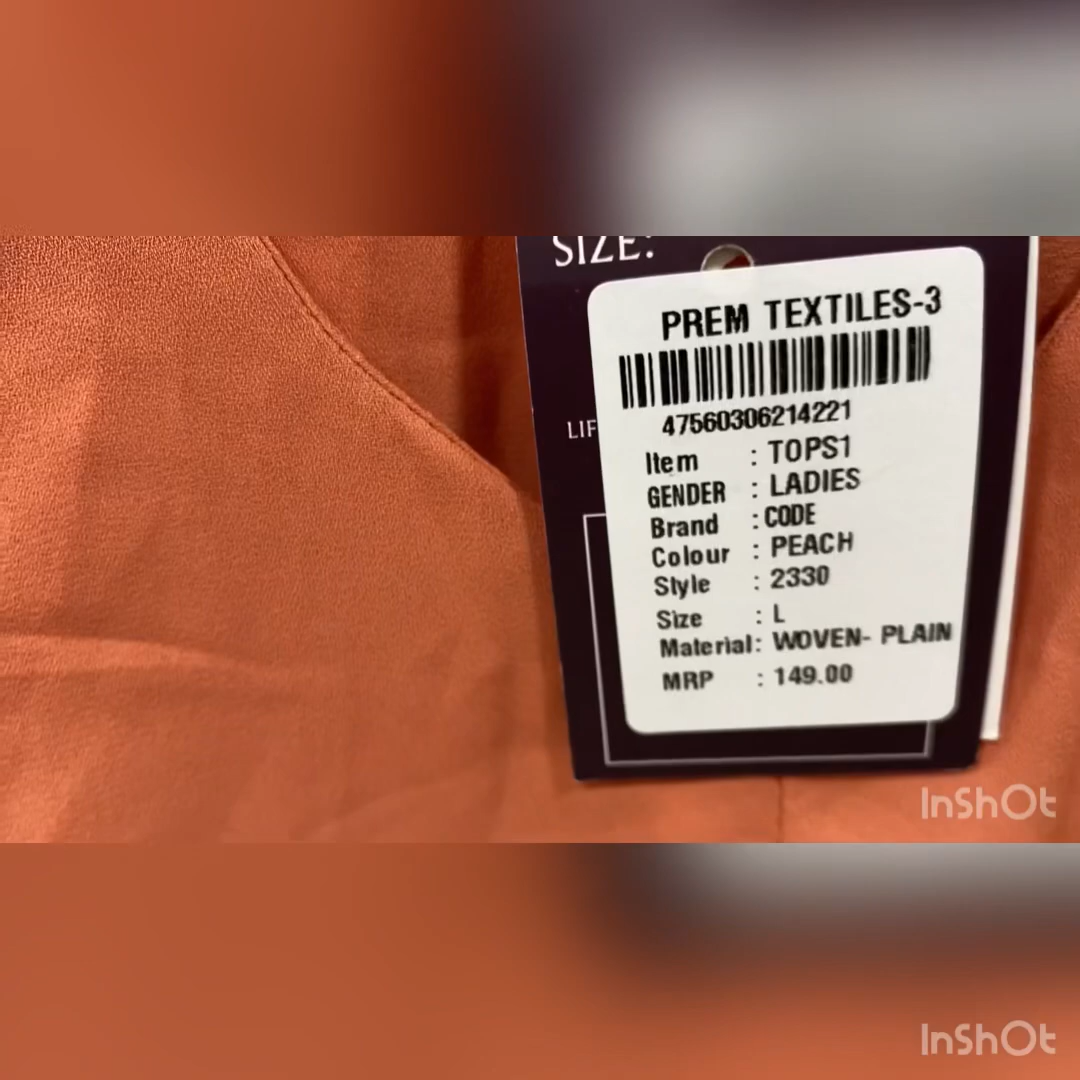 SIZE:
PREM TEXTILES-3
47560306214221
LIF
Item : TOPS1
GENDER : LADIES
Brand : CODE
Colour : PEACH
Style : 2330
Size : L
Material: WOVEN- PLAIN
MRP : 149.00
InShOt
InShOt